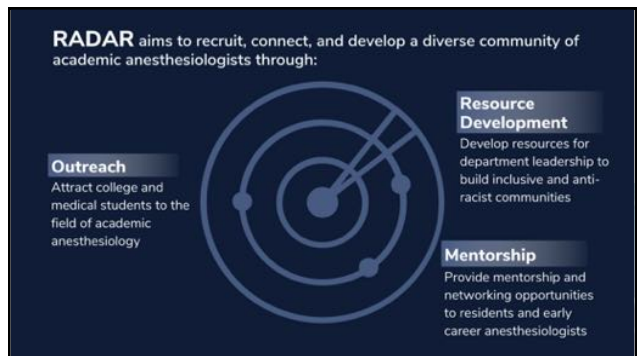 RADAR aims to recruit, connect, and develop a diverse community of
academic anesthesiologists through:
Outreach
Attract college and
medical students to the
field of academic
anesthesiology
Resource
Development
Develop resources for
department leadership to
build inclusive and anti-
racist communities
Mentorship
Provide mentorship and
networking opportunities
to residents and early
career anesthesiologists